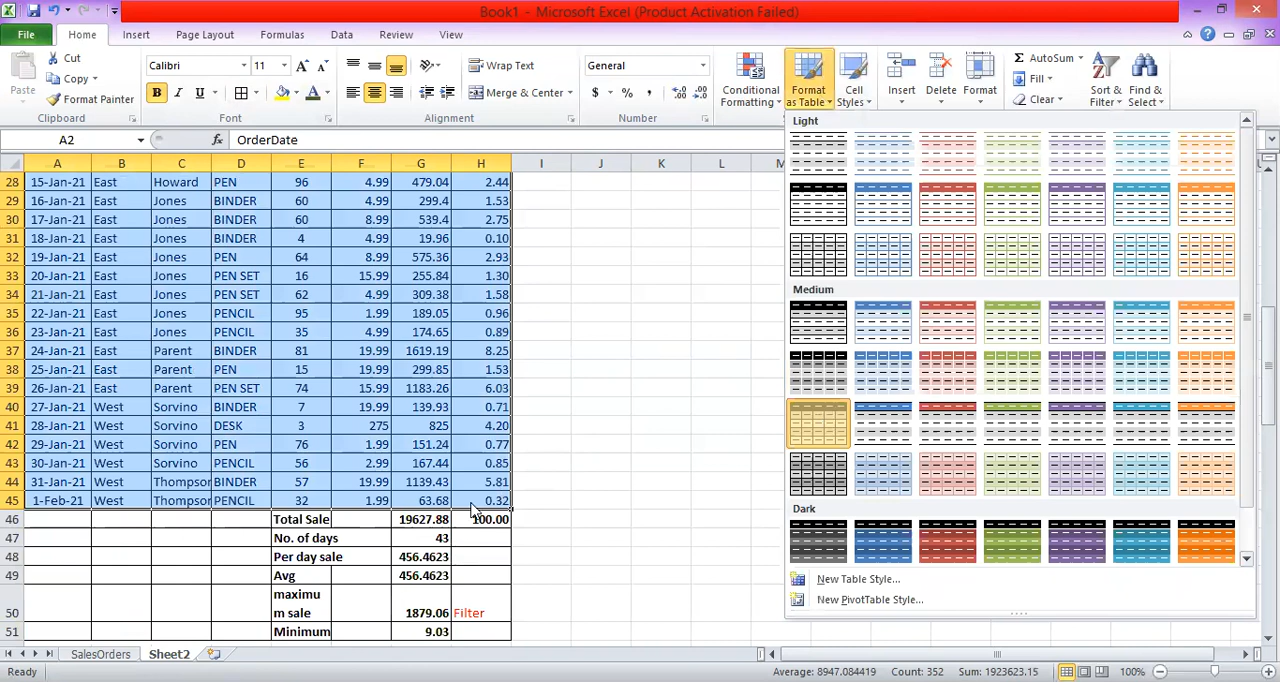 Book1 - Microsoft Excel (Product Activation Failed)
File Home Insert Page Layout Formulas Data Review View
Paste
Cut
Copy
Format Painter
Clipboard
Calibri 11
B I U A
Font
Wrap Text
Merge & Center
Alignment
General
$ % ,
Number
Conditional Formatting
Format as Table
Cell Styles
Insert
Delete
Format
AutoSum
Fill
Clear
Sort & Filter
Find & Select
A2 fx OrderDate
A B C D E F G H I J K L M
28 15-Jan-21 East Howard PEN 96 4.99 479.04 2.44
29 16-Jan-21 East Jones BINDER 60 4.99 299.4 1.53
30 17-Jan-21 East Jones BINDER 60 8.99 539.4 2.75
31 18-Jan-21 East Jones BINDER 4 4.99 19.96 0.10
32 19-Jan-21 East Jones PEN 64 8.99 575.36 2.93
33 20-Jan-21 East Jones PEN SET 16 15.99 255.84 1.30
34 21-Jan-21 East Jones PEN SET 62 4.99 309.38 1.58
35 22-Jan-21 East Jones PENCIL 95 1.99 189.05 0.96
36 23-Jan-21 East Jones PENCIL 35 4.99 174.65 0.89
37 24-Jan-21 East Parent BINDER 81 19.99 1619.19 8.25
38 25-Jan-21 East Parent PEN 15 19.99 299.85 1.53
39 26-Jan-21 East Parent PEN SET 74 15.99 1183.26 6.03
40 27-Jan-21 West Sorvino BINDER 7 19.99 139.93 0.71
41 28-Jan-21 West Sorvino DESK 3 275 825 4.20
42 29-Jan-21 West Sorvino PEN 76 1.99 151.24 0.77
43 30-Jan-21 West Sorvino PENCIL 56 2.99 167.44 0.85
44 31-Jan-21 West Thompson BINDER 57 19.99 1139.43 5.81
45 1-Feb-21 West Thompson PENCIL 32 1.99 63.68 0.32
46 Total Sale 19627.88 100.00
47 No. of days 43
48 Per day sale 456.4623
49 Avg 456.4623
maximu
50 m sale 1879.06 Filter
51 Minimum 9.03
Light
Medium
Dark
New Table Style...
New PivotTable Style...
SalesOrders Sheet2
Ready Average: 8947.084419 Count: 352 Sum: 1923623.15 100%